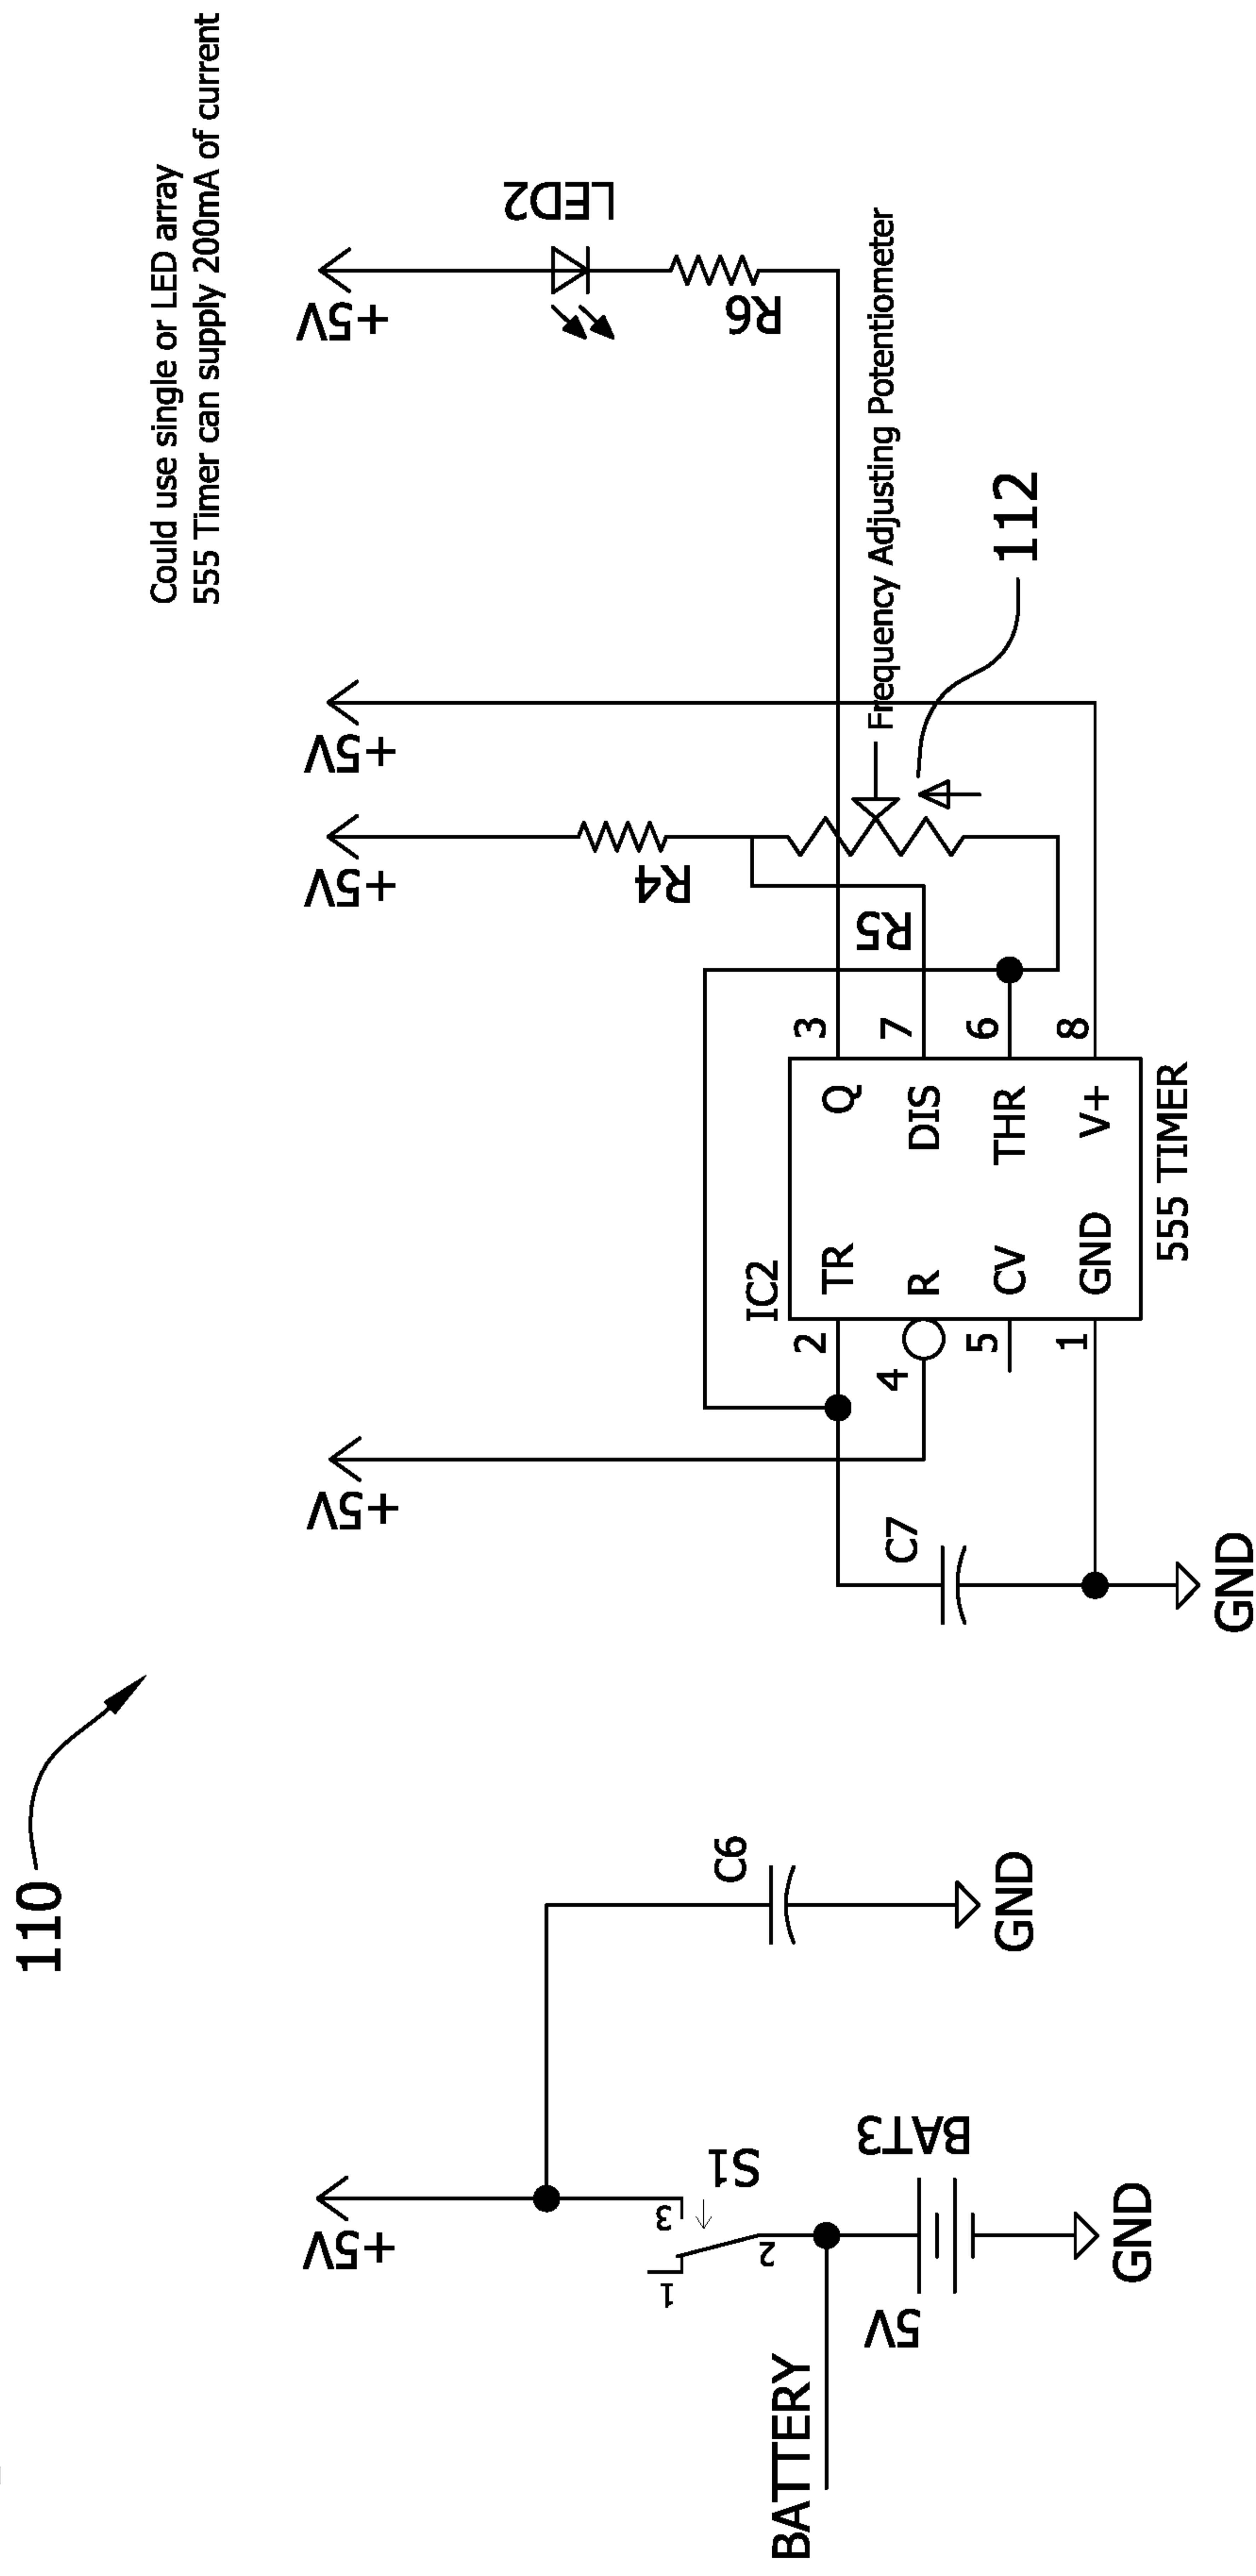 110
Could use single or LED array
555 Timer can supply 200mA of current
+5V
+5V
+5V
+5V
+5V
LED2
R6
R4
Frequency Adjusting Potentiometer
112
R5
S1
3
1
2
BATTERY
5V
BAT3
GND
C6
GND
C7
GND
IC2
2
TR
Q
3
4
R
DIS
7
5
CV
THR
6
1
GND
V+
8
555 TIMER